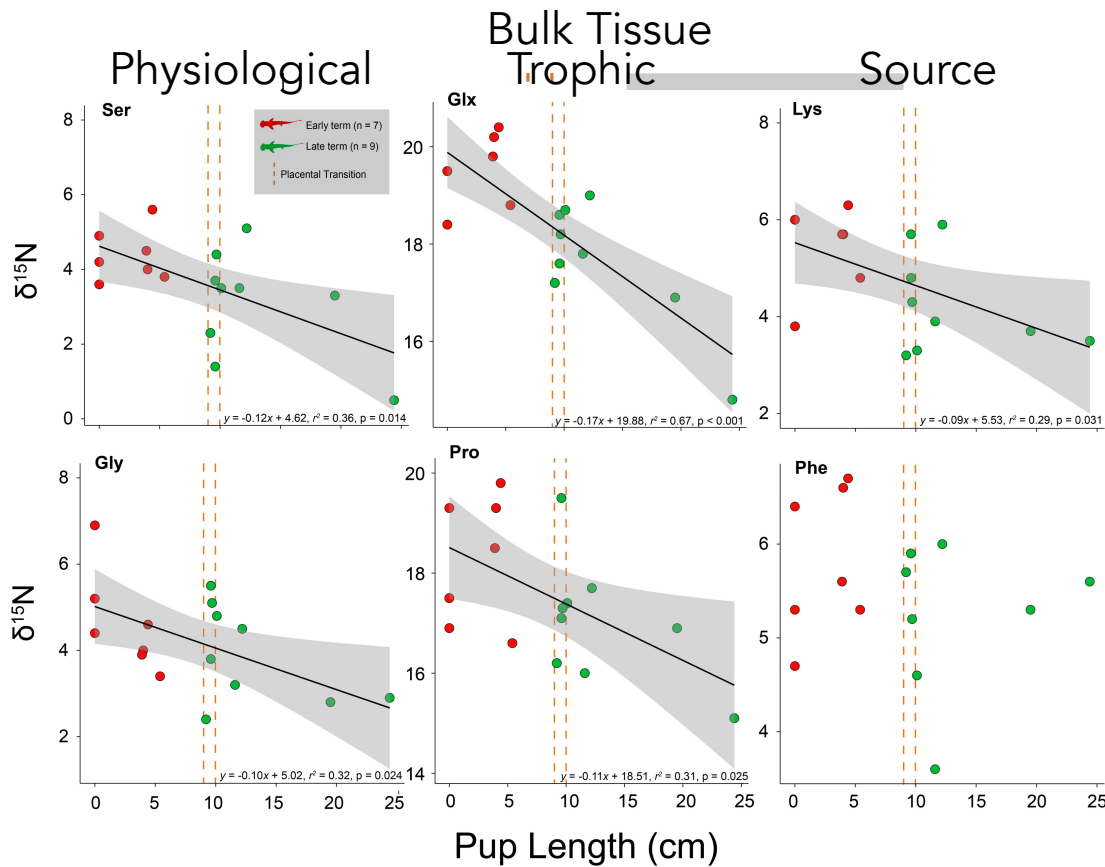 Bulk Tissue
Physiological
Trophic
Source
Ser
Early term (n = 7)
Late term (n = 9)
Placental Transition
δ15N
8
6
4
2
0
y = -0.12x + 4.62, r² = 0.36, p = 0.014
Glx
20
18
16
y = -0.17x + 19.88, r² = 0.67, p < 0.001
Lys
8
6
4
2
y = -0.09x + 5.53, r² = 0.29, p = 0.031
Gly
δ15N
8
6
4
2
y = -0.10x + 5.02, r² = 0.32, p = 0.024
0 5 10 15 20 25
Pro
20
18
16
14
y = -0.11x + 18.51, r² = 0.31, p = 0.025
0 5 10 15 20 25
Phe
6
5
4
0 5 10 15 20 25
Pup Length (cm)